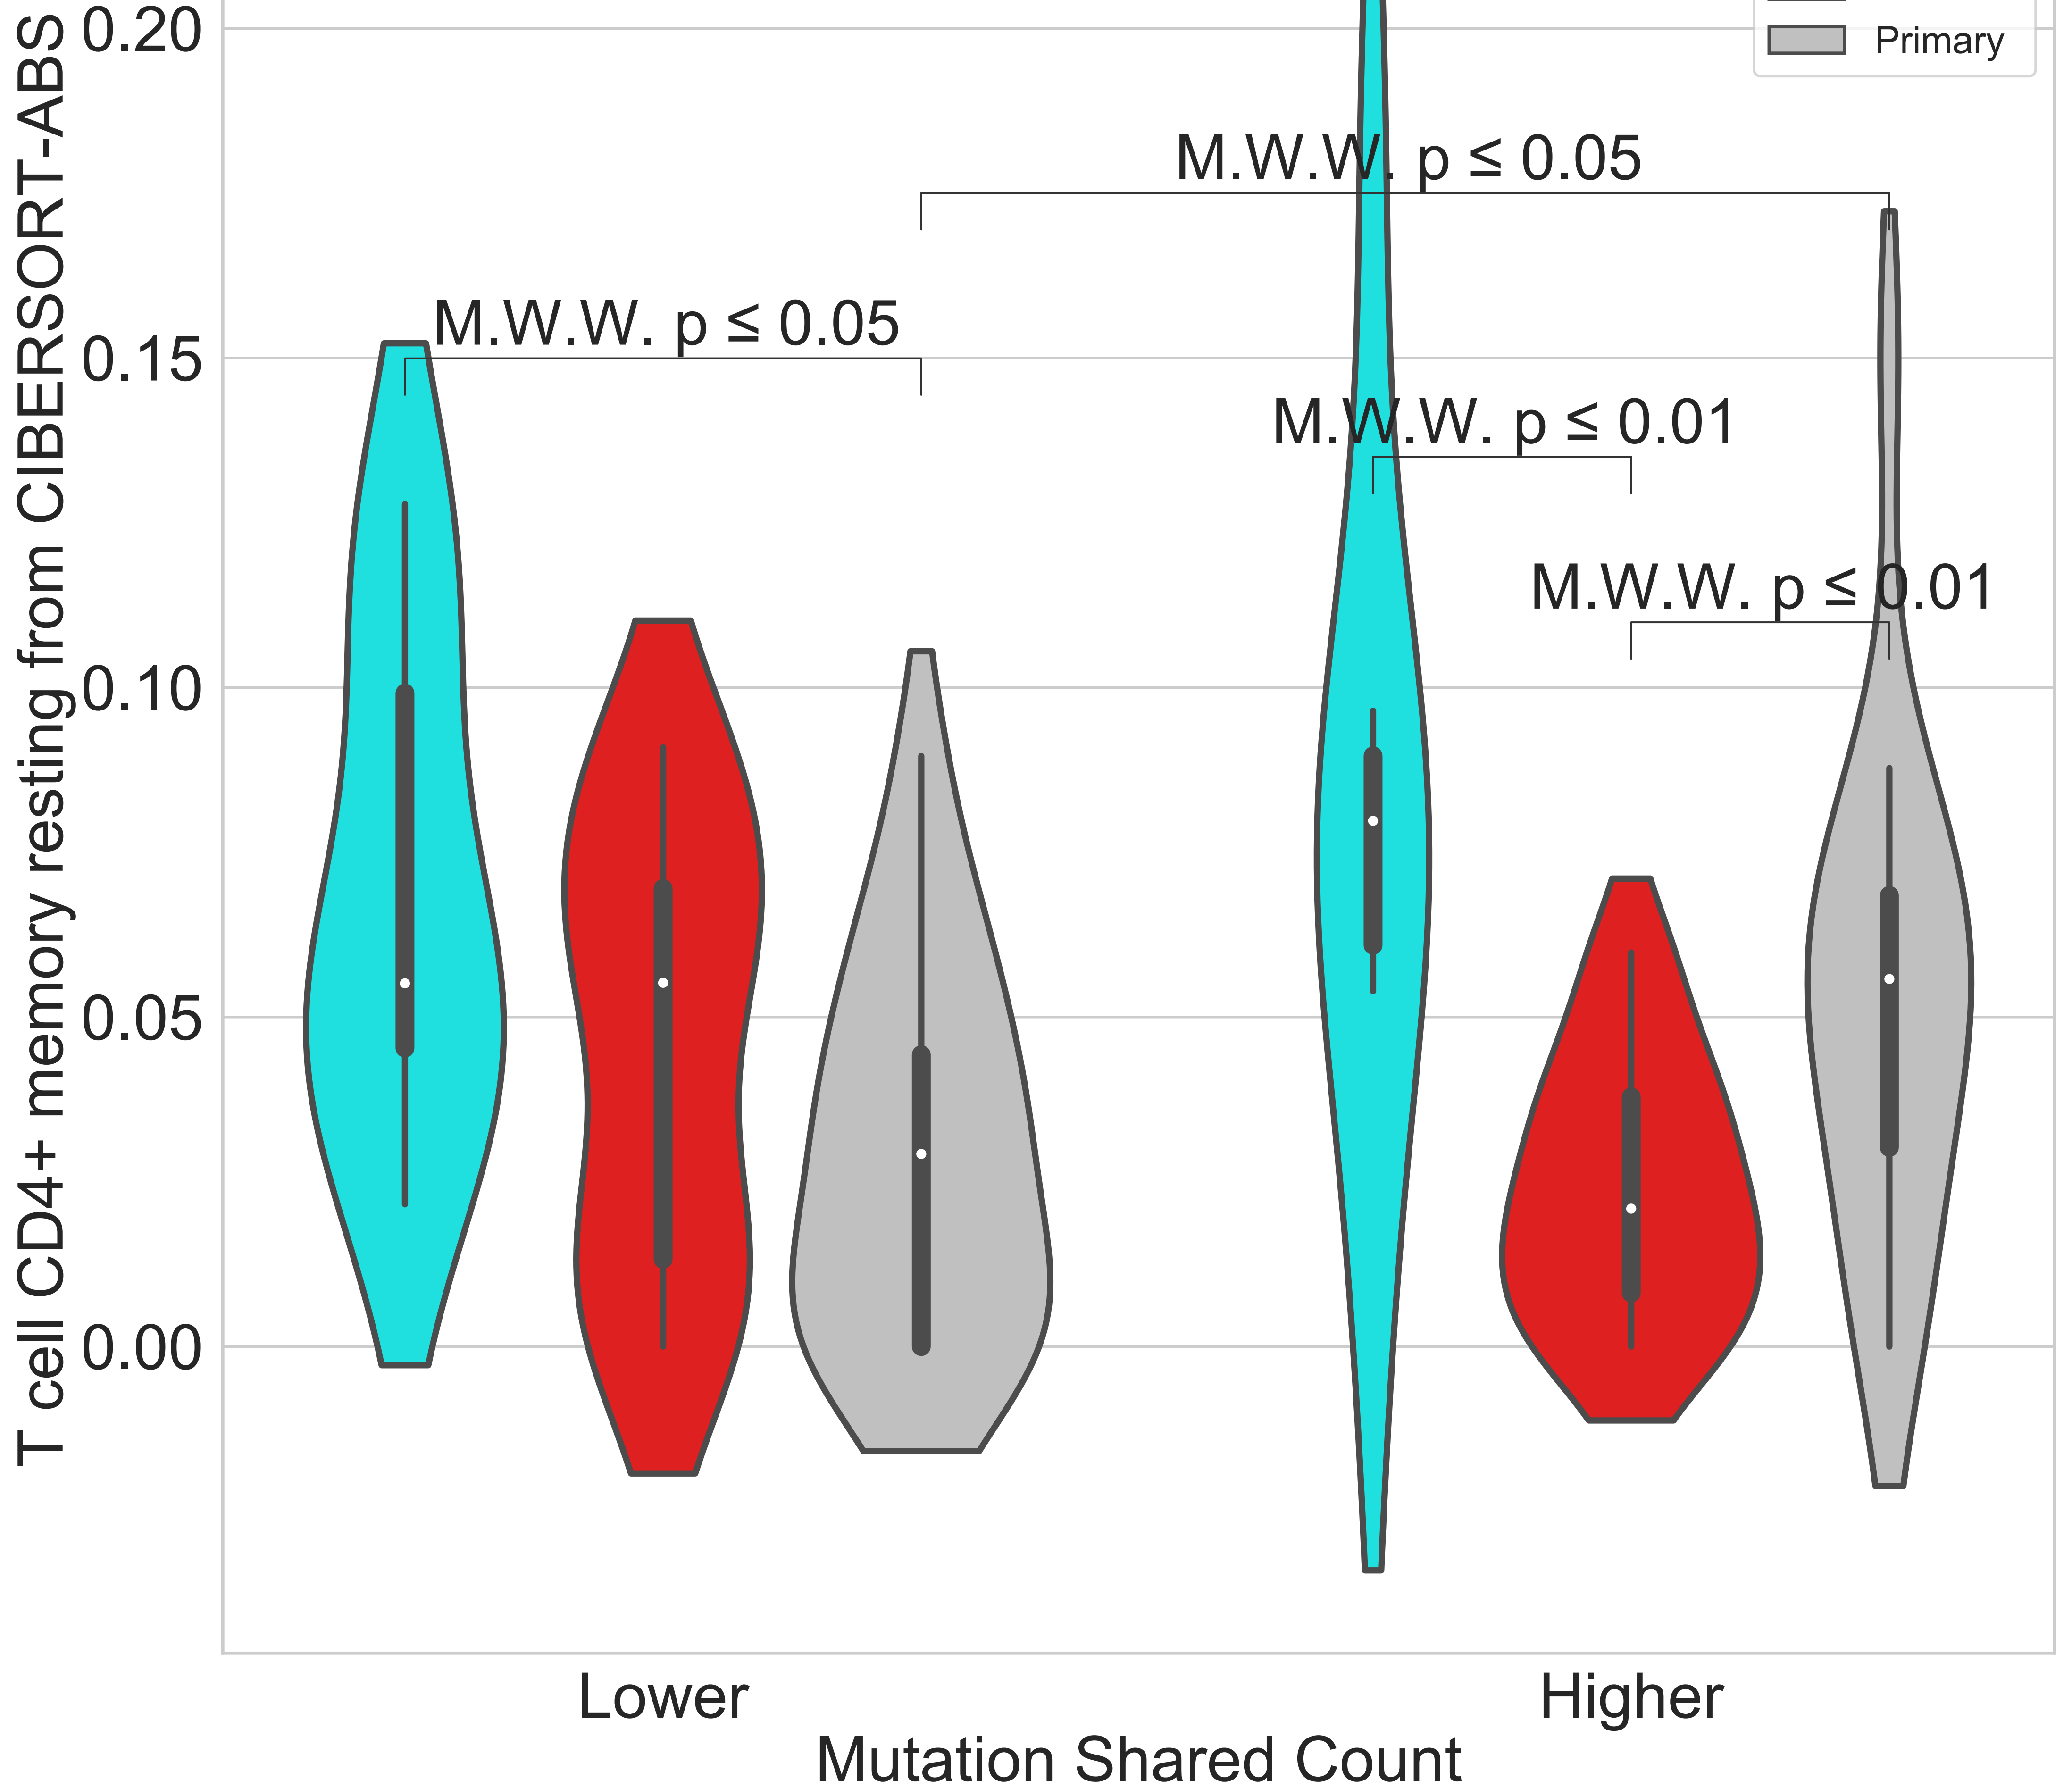 T cell CD4+ memory resting from CIBERSORT-ABS
0.20
0.15
0.10
0.05
0.00
Primary
M.W.W. p ≤ 0.05
M.W.W. p ≤ 0.05
M.W.W. p ≤ 0.01
M.W.W. p ≤ 0.01
Lower
Higher
Mutation Shared Count